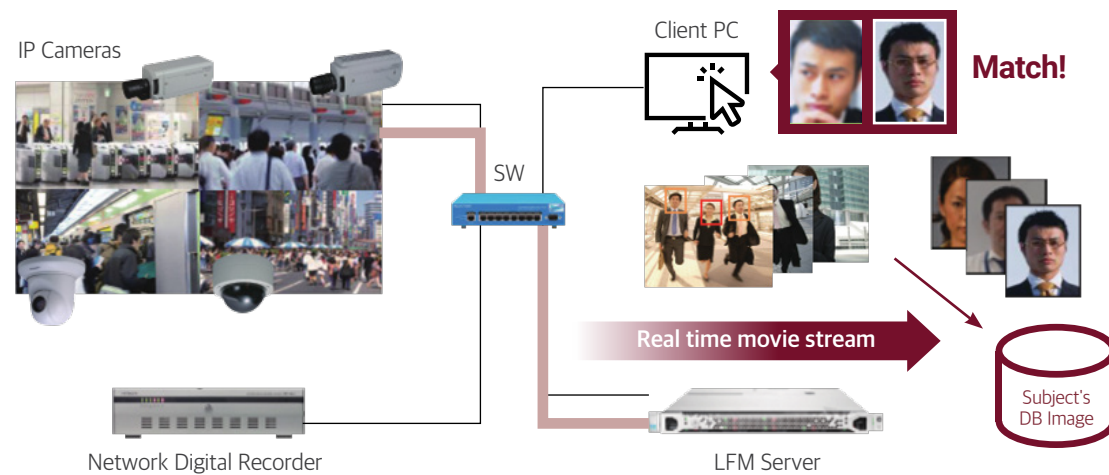 IP Cameras
Client PC
Match!
SW
Real time movie stream
Subject's
DB Image
Network Digital Recorder
LFM Server